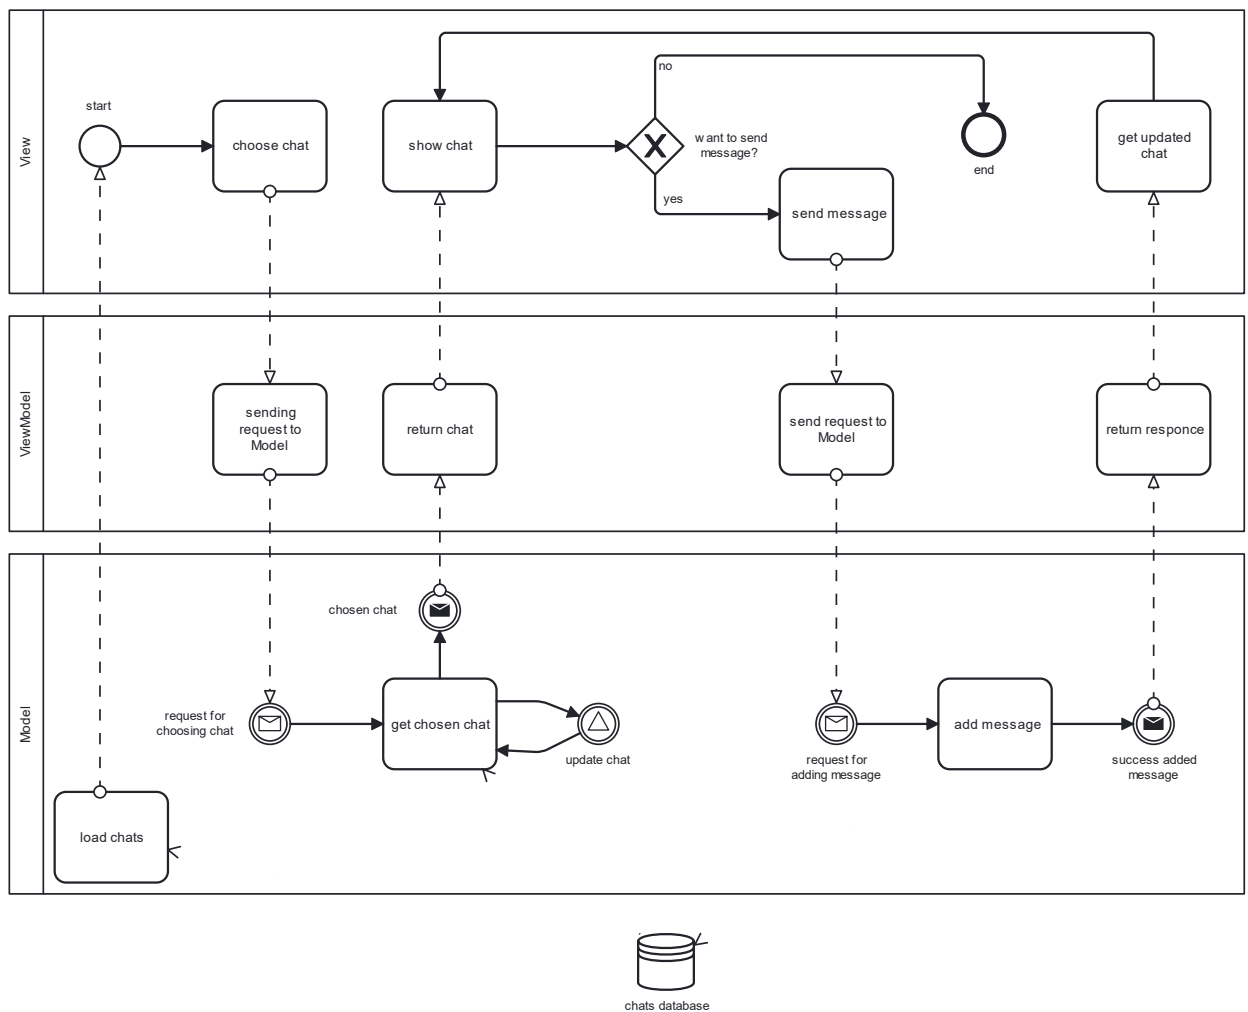 View
start
choose chat
show chat
no
want to send
message?
yes
send message
end
get updated
chat
ViewModel
sending
request to
Model
return chat
send request to
Model
return responce
Model
chosen chat
request for
choosing chat
get chosen chat
update chat
request for
adding message
add message
success added
message
load chats
chats database